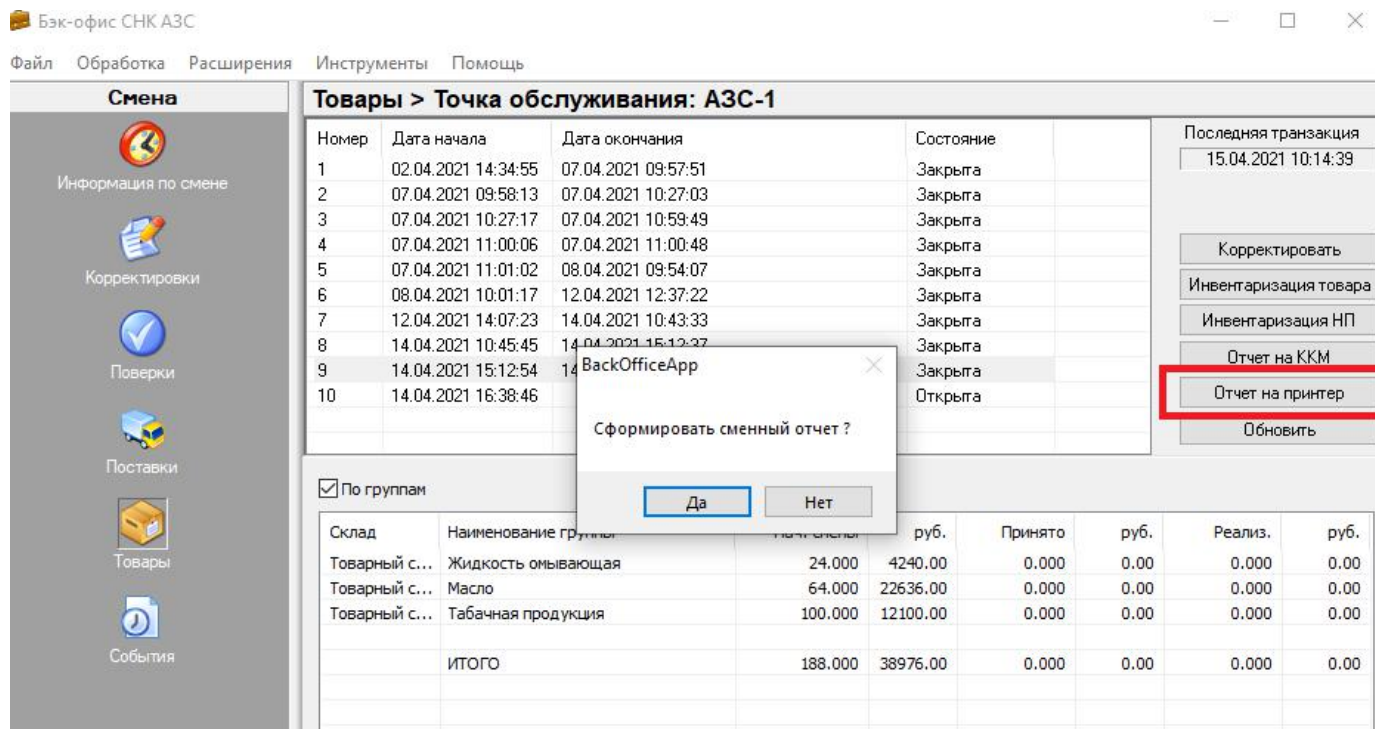 Бэк-офис СНК АЗС
Файл Обработка Расширения Инструменты Помощь
Смена
Информация по смене
Корректировки
Поверки
Поставки
Товары
События
Товары > Точка обслуживания: АЗС-1
Номер Дата начала Дата окончания Состояние
1 02.04.2021 14:34:55 07.04.2021 09:57:51 Закрыта
2 07.04.2021 09:58:13 07.04.2021 10:27:03 Закрыта
3 07.04.2021 10:27:17 07.04.2021 10:59:49 Закрыта
4 07.04.2021 11:00:06 07.04.2021 11:00:48 Закрыта
5 07.04.2021 11:01:02 08.04.2021 09:54:07 Закрыта
6 08.04.2021 10:01:17 12.04.2021 12:37:22 Закрыта
7 12.04.2021 14:07:23 14.04.2021 10:43:33 Закрыта
8 14.04.2021 10:45:45 14.04.2021 15:12:37 Закрыта
9 14.04.2021 15:12:54 14 Закрыта
10 14.04.2021 16:38:46 Открыта
Последняя транзакция
15.04.2021 10:14:39
Корректировать
Инвентаризация товара
Инвентаризация НП
Отчет на ККМ
Отчет на принтер
Обновить
BackOfficeApp
Сформировать сменный отчет ?
Да Нет
По группам
Склад Наименование группы руб. Принято руб. Реализ. руб.
Товарный с... Жидкость омывающая 24.000 4240.00 0.000 0.00 0.000 0.00
Товарный с... Масло 64.000 22636.00 0.000 0.00 0.000 0.00
Товарный с... Табачная продукция 100.000 12100.00 0.000 0.00 0.000 0.00
ИТОГО 188.000 38976.00 0.000 0.00 0.000 0.00